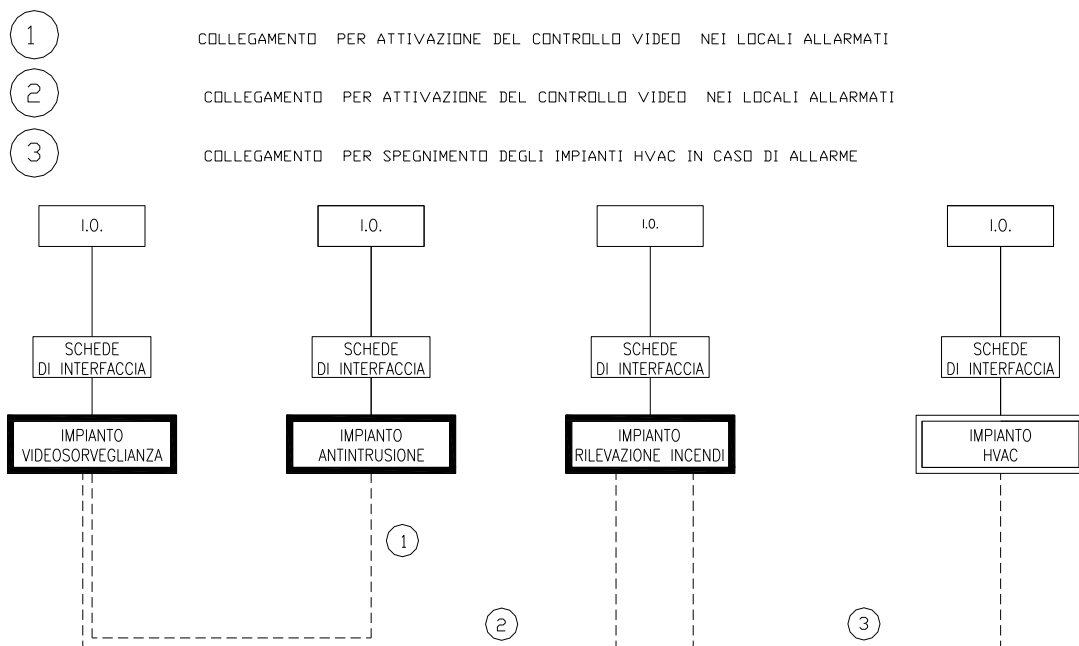 1 COLLEGAMENTO PER ATTIVAZIONE DEL CONTROLLO VIDEO NEI LOCALI ALLARMATI
2 COLLEGAMENTO PER ATTIVAZIONE DEL CONTROLLO VIDEO NEI LOCALI ALLARMATI
3 COLLEGAMENTO PER SPEGNIMENTO DEGLI IMPIANTI HVAC IN CASO DI ALLARME
I.O.
I.O.
I.O.
I.O.
SCHEDE
DI INTERFACCIA
SCHEDE
DI INTERFACCIA
SCHEDE
DI INTERFACCIA
SCHEDE
DI INTERFACCIA
IMPIANTO
VIDEOSORVEGLIANZA
IMPIANTO
ANTINTRUSIONE
IMPIANTO
RILEVAZIONE INCENDI
IMPIANTO
HVAC
1
2
3